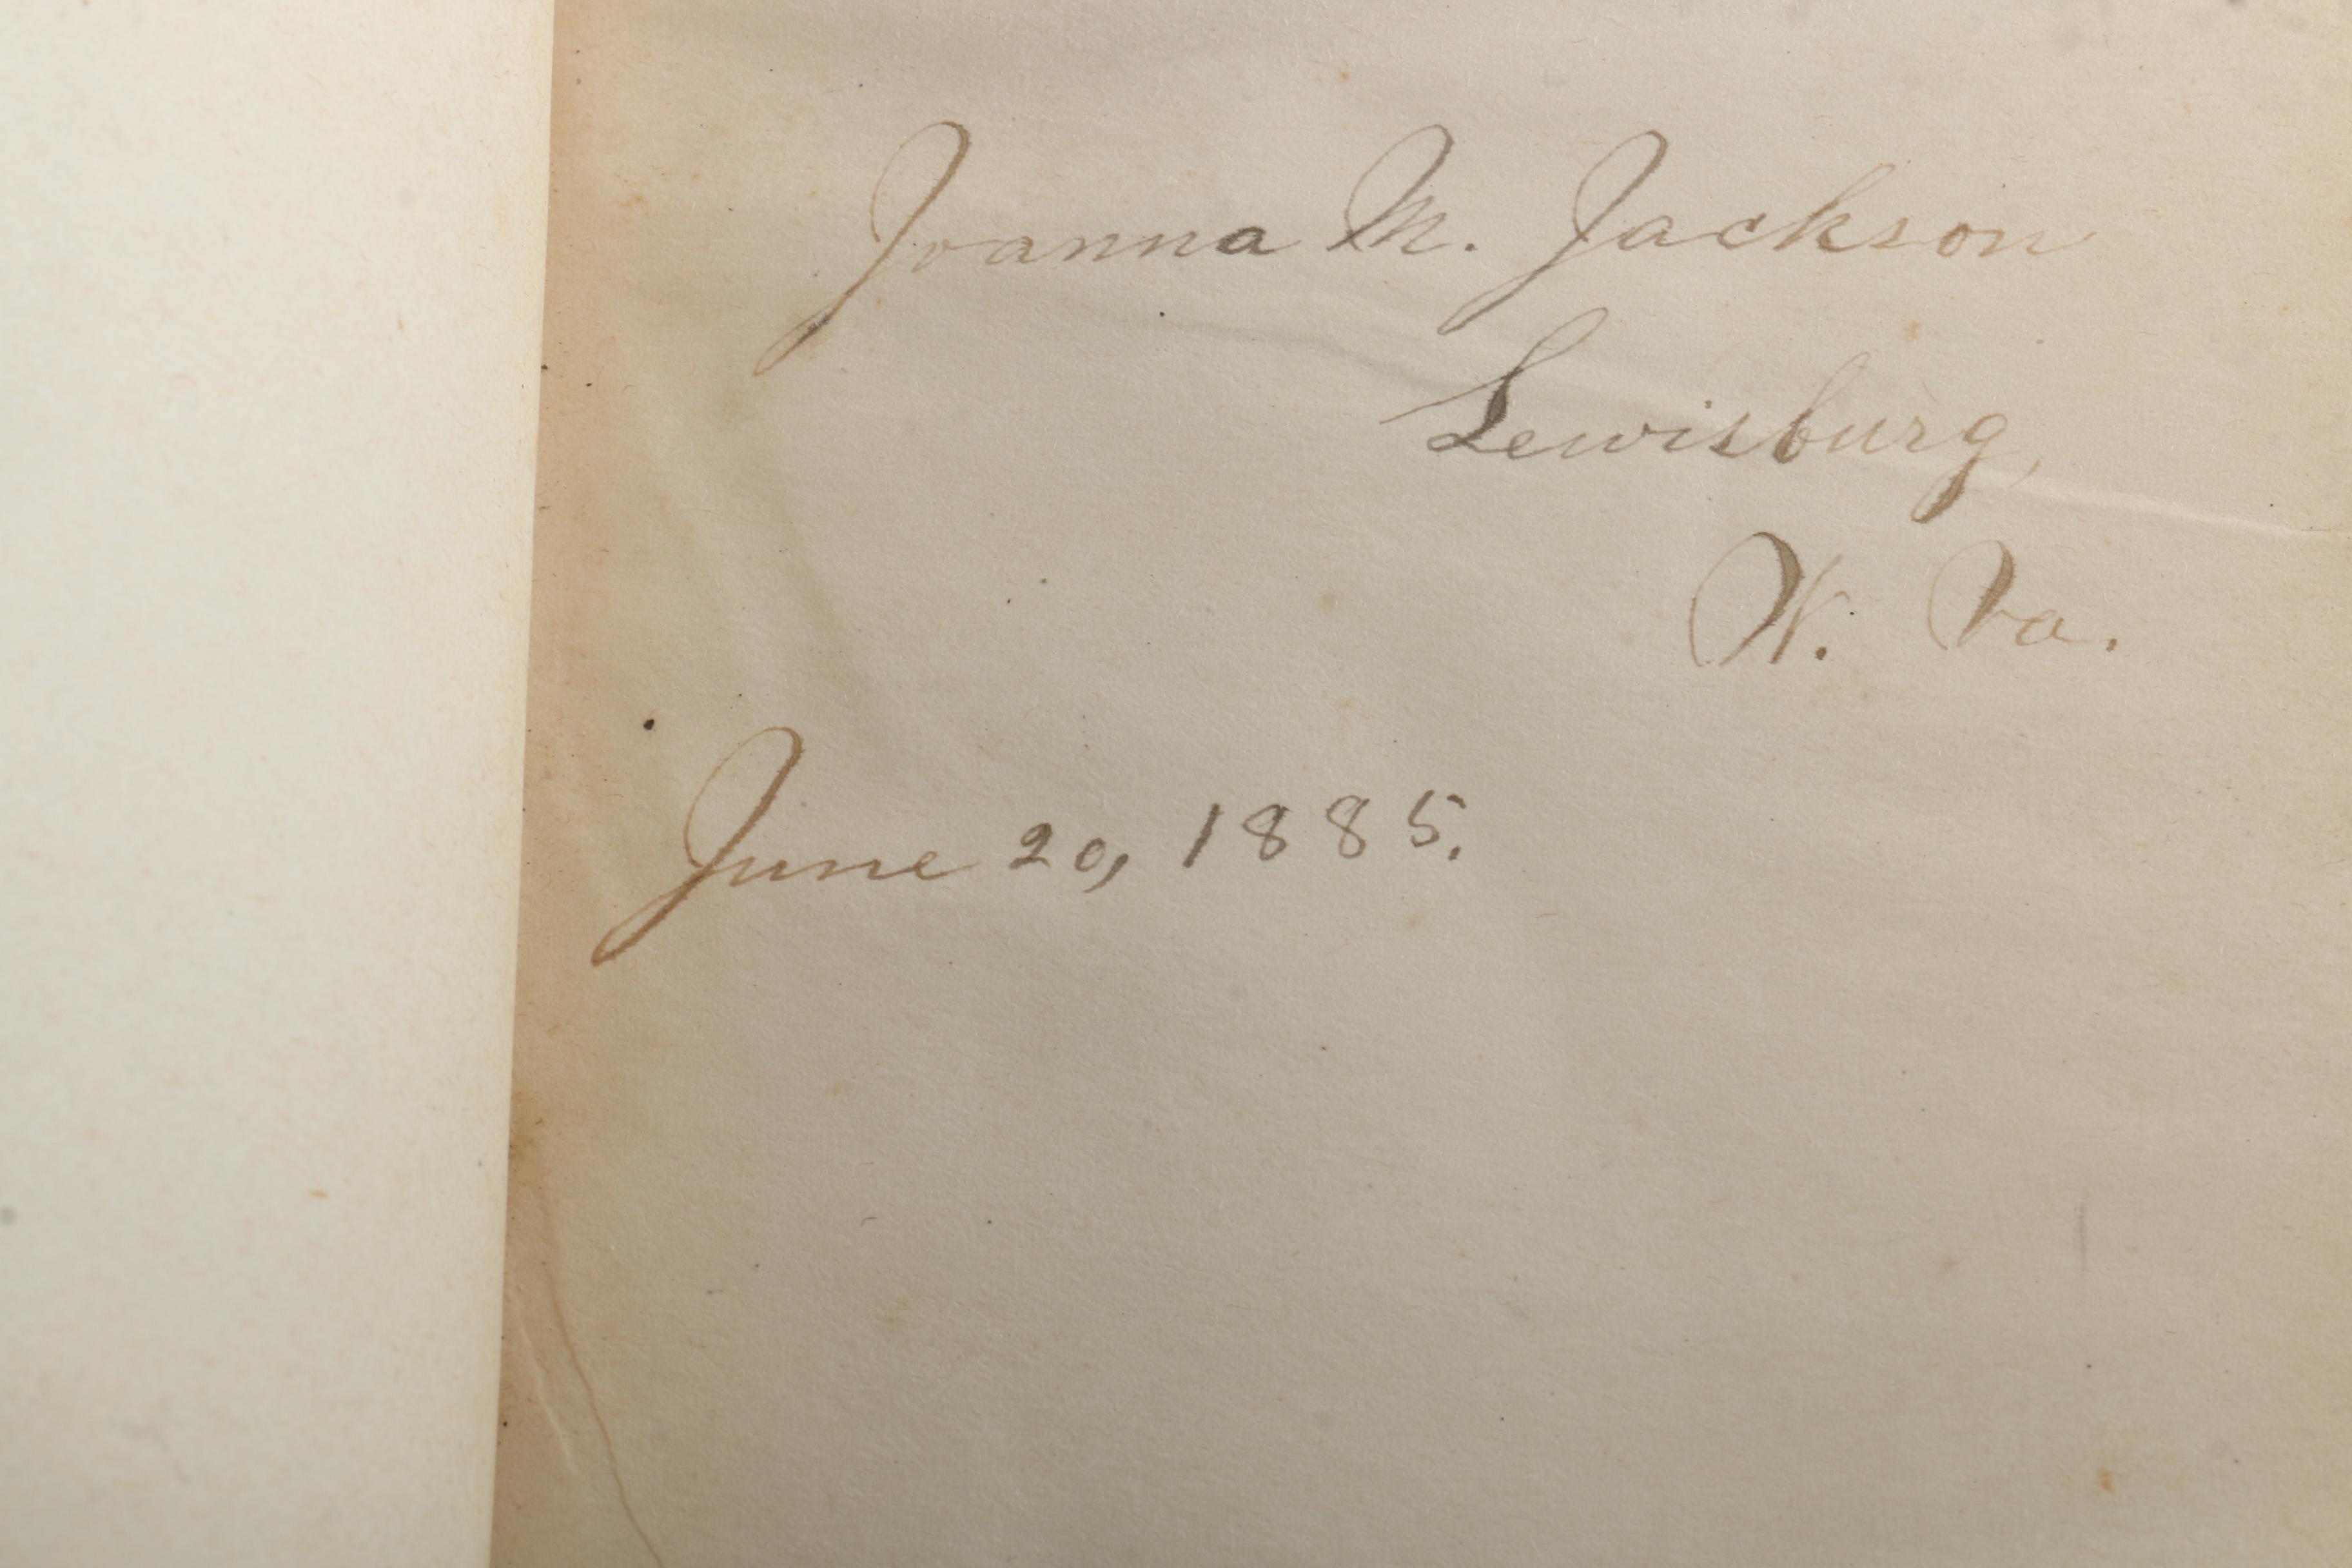 Joanna M. Jackson
Lewisburg,
W. Va.
June 20, 1885.